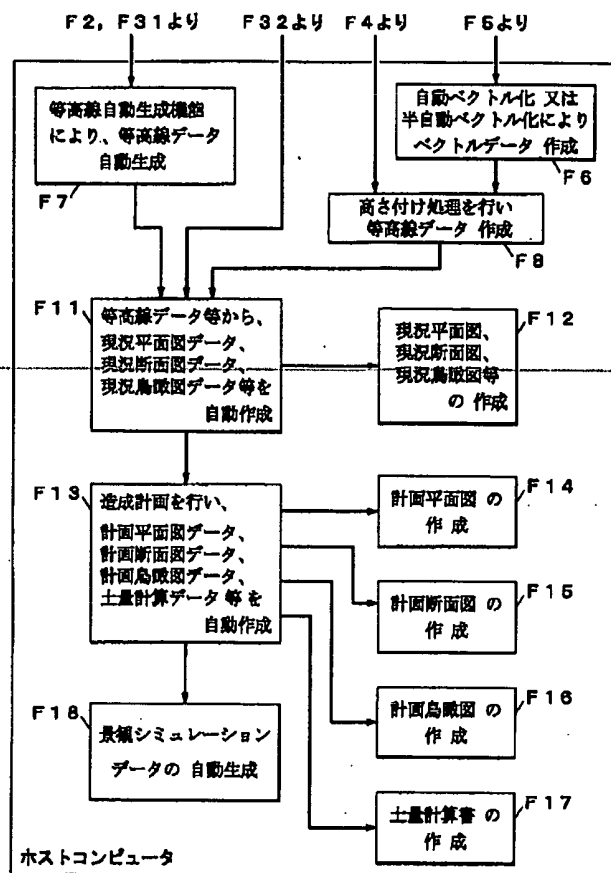 F2, F31より
F32より
F4より
F5より
等高線自動生成機能
により、等高線データ
自動生成
F7
自動ベクトル化 又は
半自動ベクトル化により
ベクトルデータ 作成
F6
高さ付け処理を行い
等高線データ 作成
F8
F11
等高線データ等から、
現況平面図データ、
現況断面図データ、
現況鳥瞰図データ等を
自動作成
現況平面図、
現況断面図、
現況鳥瞰図等
の 作成
F12
F13
造成計画を行い、
計画平面図データ、
計画断面図データ、
計画鳥瞰図データ、
土量計算データ 等 を
自動作成
計画平面図 の
作 成
F14
計画断面図 の
作 成
F15
計画鳥瞰図 の
作 成
F16
土量計算書 の
作 成
F17
F18
景観シミュレーション
データの 自動生成
ホストコンピュータ